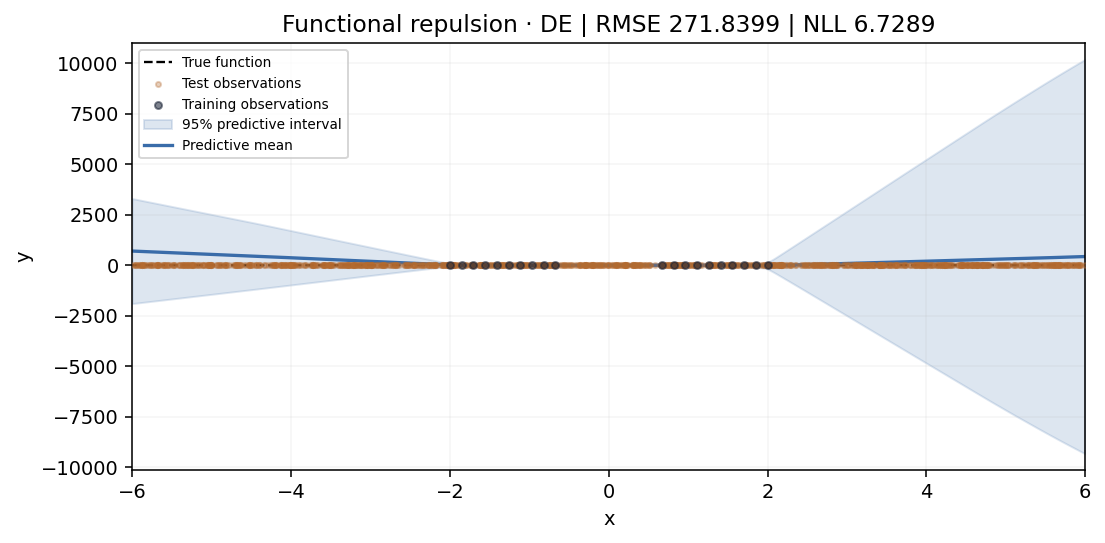 Functional repulsion · DE | RMSE 271.8399 | NLL 6.7289
True function
Test observations
Training observations
95% predictive interval
Predictive mean
10000
7500
5000
2500
0
−2500
−5000
−7500
−10000
y
−6
−4
−2
0
2
4
6
x